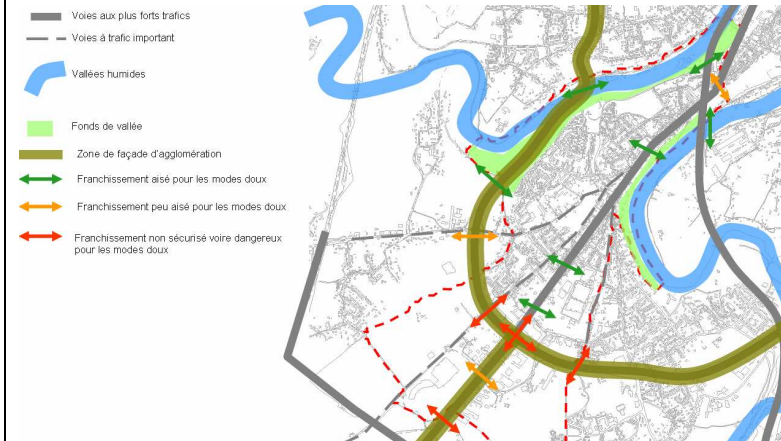 Voies aux plus forts trafics
Voies à trafic important
Vallées humides
Fonds de vallée
Zone de façade d'agglomération
Franchissement aisé pour les modes doux
Franchissement peu aisé pour les modes doux
Franchissement non sécurisé voire dangereux
pour les modes doux